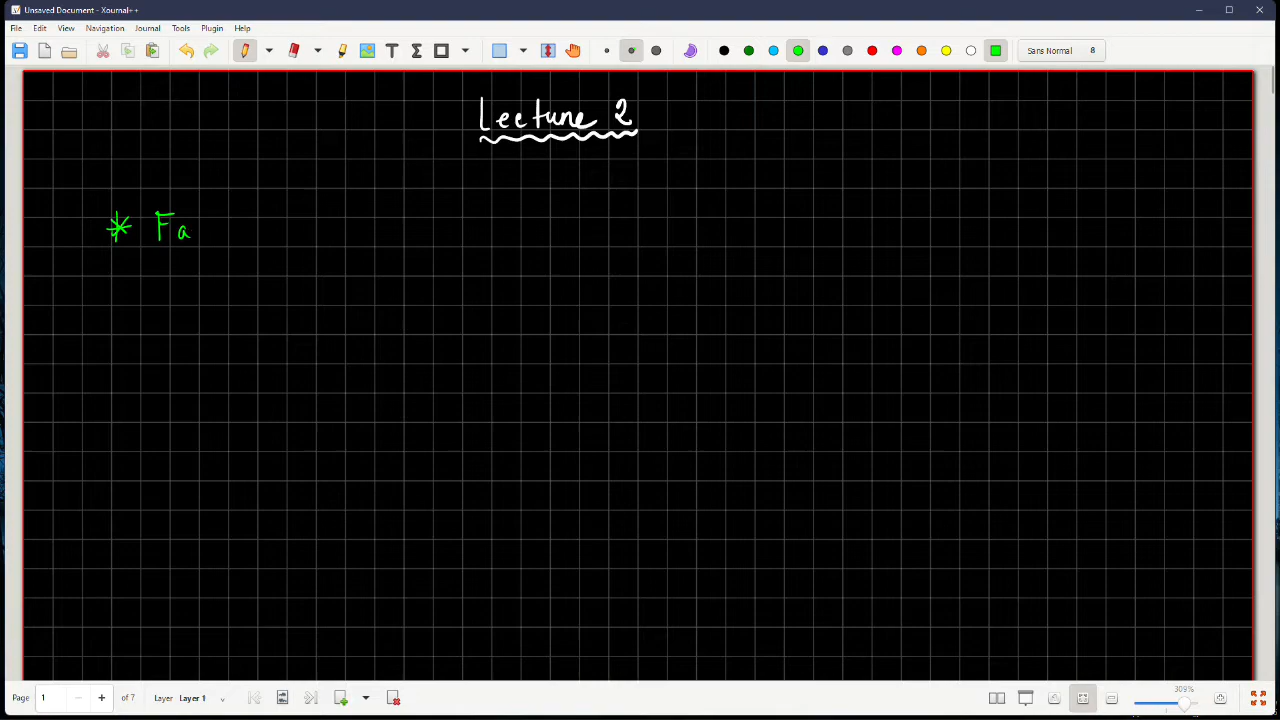 Unsaved Document - Xournal++
File Edit View Navigation Journal Tools Plugin Help
Sans Normal 8
Lecture 2
* Fa
Page 1 of 7 Layer Layer 1 309%